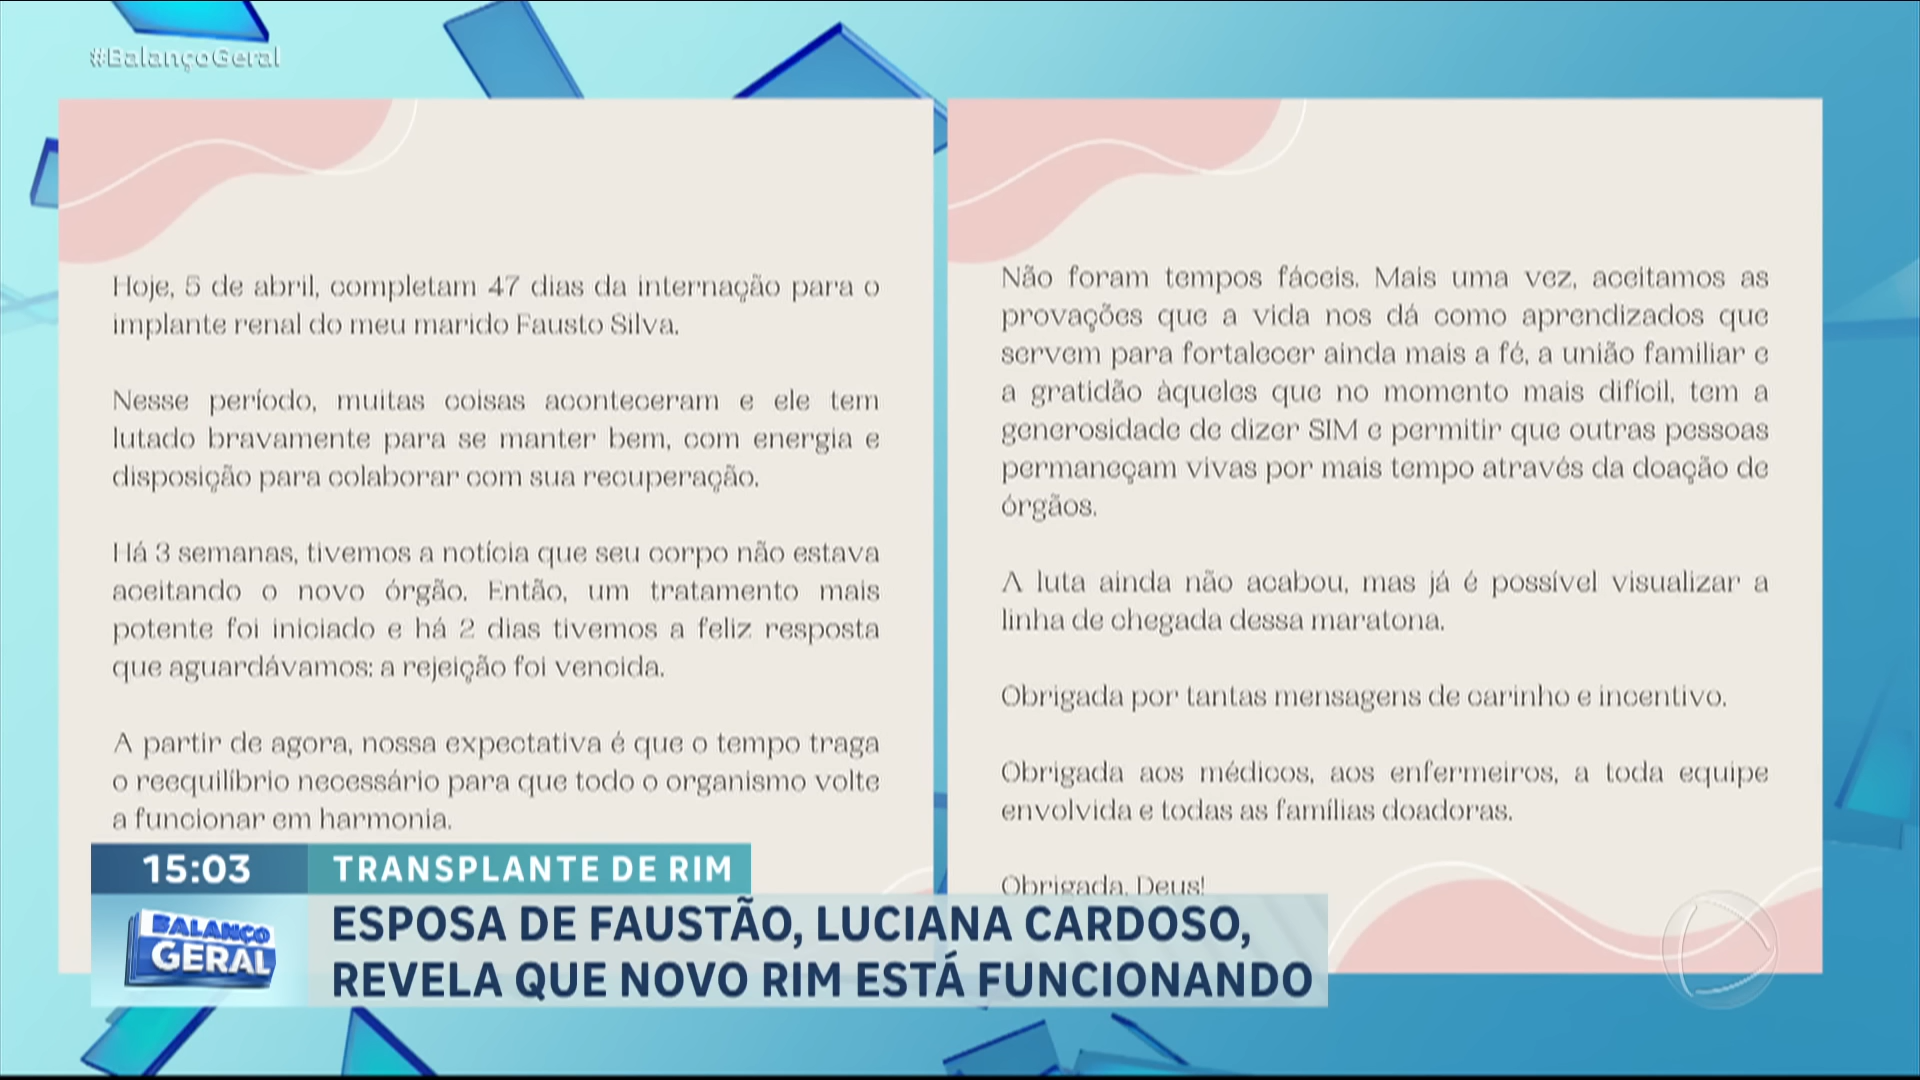 #BalançoGeral
Hoje, 5 de abril, completam 47 dias da internação para o
implante renal do meu marido Fausto Silva.
Nesse período, muitas coisas aconteceram e ele tem
lutado bravamente para se manter bem, com energia e
disposição para colaborar com sua recuperação.
Há 3 semanas, tivemos a notícia que seu corpo não estava
aceitando o novo órgão. Então, um tratamento mais
potente foi iniciado e há 2 dias tivemos a feliz resposta
que aguardávamos: a rejeição foi vencida.
A partir de agora, nossa expectativa é que o tempo traga
o reequilíbrio necessário para que todo o organismo volte
a funcionar em harmonia.
Não foram tempos fáceis. Mais uma vez, aceitamos as
provações que a vida nos dá como aprendizados que
servem para fortalecer ainda mais a fé, a união familiar e
a gratidão àqueles que no momento mais difícil, tem a
generosidade de dizer SIM e permitir que outras pessoas
permaneçam vivas por mais tempo através da doação de
órgãos.
A luta ainda não acabou, mas já é possível visualizar a
linha de chegada dessa maratona.
Obrigada por tantas mensagens de carinho e incentivo.
Obrigada aos médicos, aos enfermeiros, a toda equipe
envolvida e todas as famílias doadoras.
Obrigada, Deus!
15:03
TRANSPLANTE DE RIM
BALANÇO
GERAL
ESPOSA DE FAUSTÃO, LUCIANA CARDOSO,
REVELA QUE NOVO RIM ESTÁ FUNCIONANDO